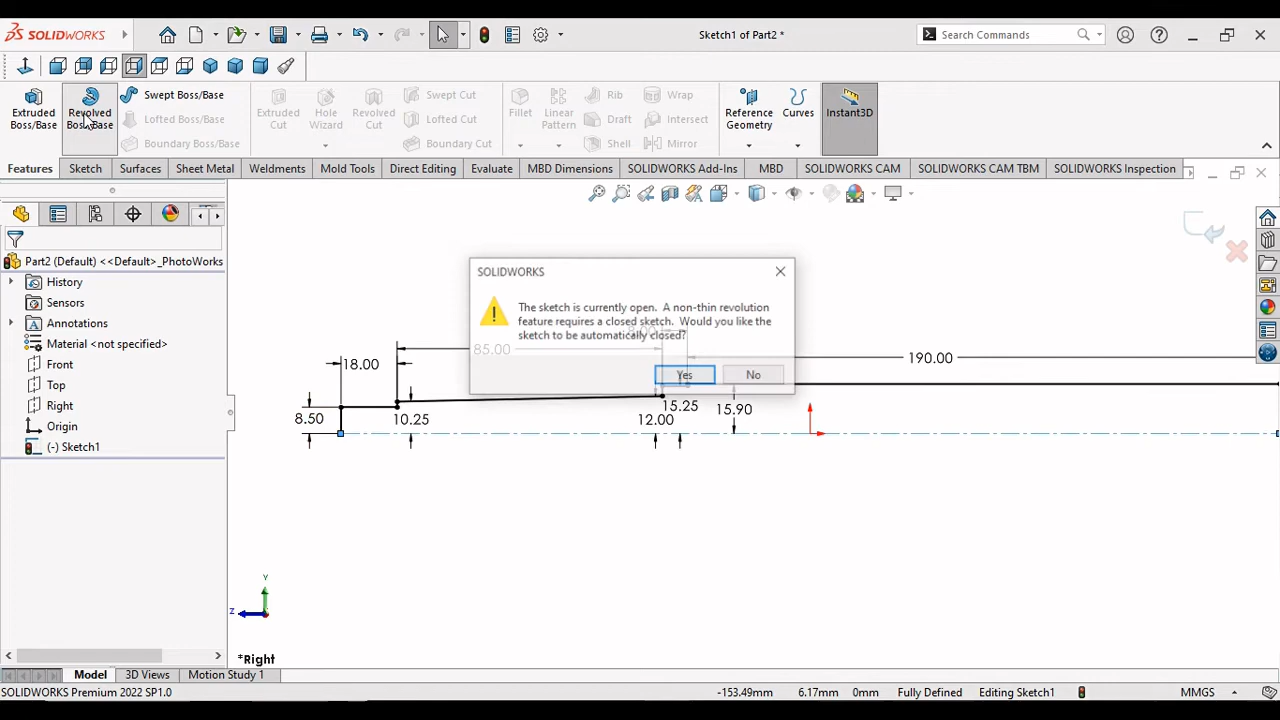 SOLIDWORKS
Sketch1 of Part2 *
Search Commands
Extruded
Boss/Base
Revolved
Boss/Base
Swept Boss/Base
Lofted Boss/Base
Boundary Boss/Base
Extruded
Cut
Hole
Wizard
Revolved
Cut
Swept Cut
Lofted Cut
Boundary Cut
Fillet
Linear
Pattern
Rib
Draft
Shell
Wrap
Intersect
Mirror
Reference
Geometry
Curves
Instant3D
Features
Sketch
Surfaces
Sheet Metal
Weldments
Mold Tools
Direct Editing
Evaluate
MBD Dimensions
SOLIDWORKS Add-Ins
MBD
SOLIDWORKS CAM
SOLIDWORKS CAM TBM
SOLIDWORKS Inspection
Part2 (Default) <<Default>_PhotoWorks
History
Sensors
Annotations
Material <not specified>
Front
Top
Right
Origin
(-) Sketch1
SOLIDWORKS
The sketch is currently open. A non-thin revolution
feature requires a closed sketch. Would you like the
sketch to be automatically closed?
Yes
No
85.00
18.00
190.00
8.50
10.25
12.00
15.25
15.90
Y
Z
*Right
Model
3D Views
Motion Study 1
SOLIDWORKS Premium 2022 SP1.0
-153.49mm
6.17mm
0mm
Fully Defined
Editing Sketch1
MMGS